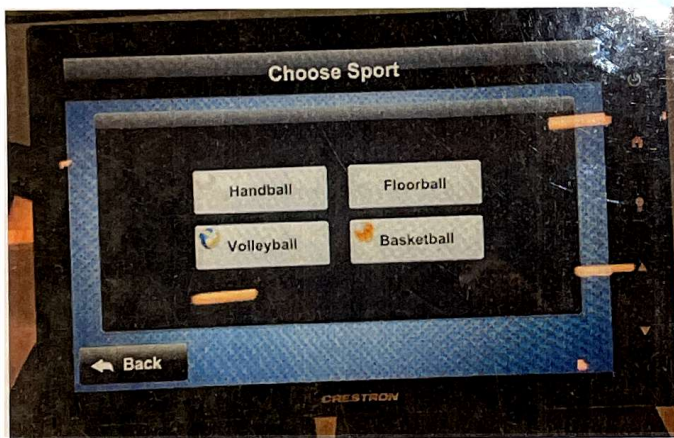 Choose Sport
Handball
Floorball
Volleyball
Basketball
Back
CRESTRON